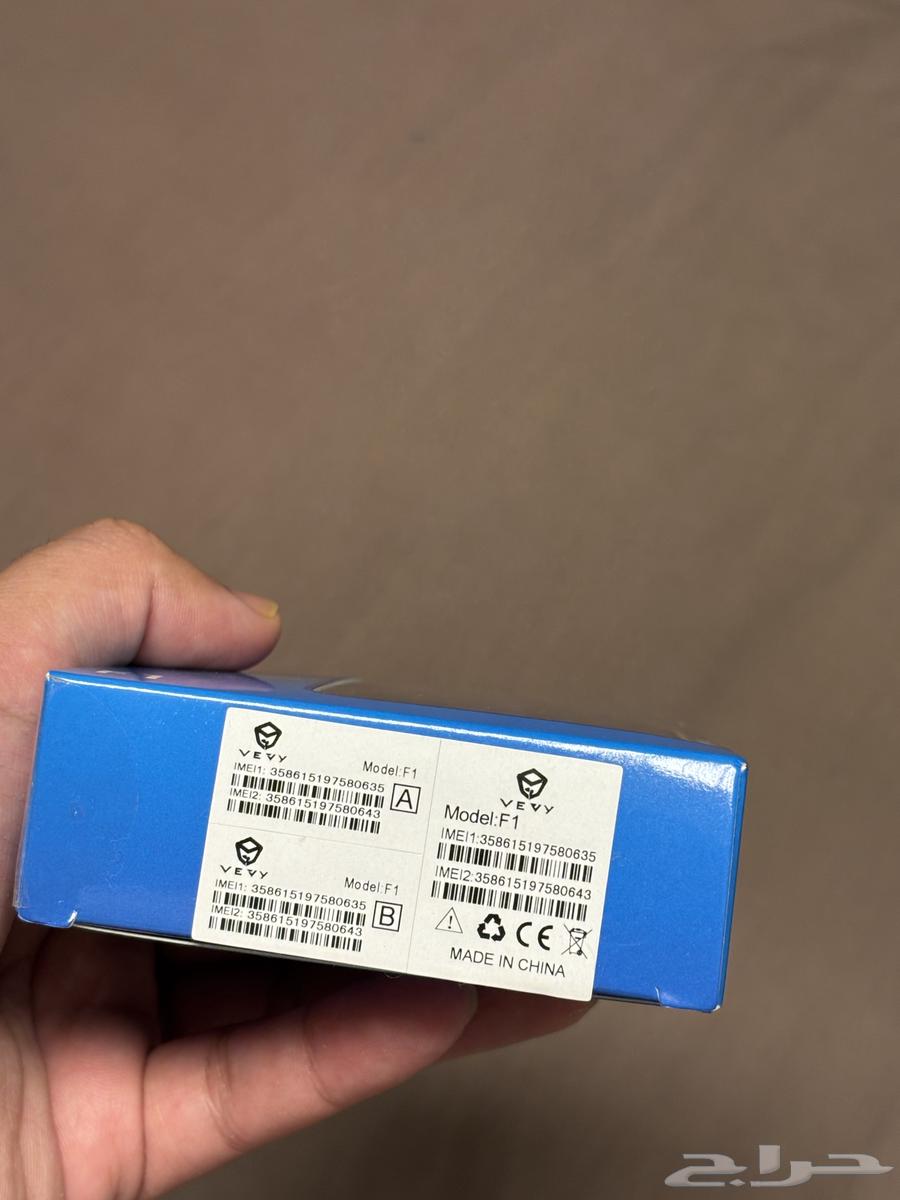 VEVY
Model:F1
IMEI1: 358615197580635
IMEI2: 358615197580643
A
VEVY
Model:F1
IMEI1: 358615197580635
IMEI2: 358615197580643
B
VEVY
Model:F1
IMEI1:358615197580635
IMEI2:358615197580643
CE
MADE IN CHINA
حراج